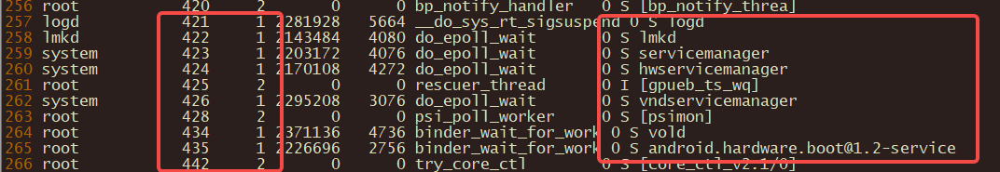 256 root 420 2 0 0 bp_notify_handler 0 S [bp_notify_threa]
257 logd 421 1 2281928 5664 __do_sys_rt_sigsuspend 0 S logd
258 lmkd 422 1 2143484 4080 do_epoll_wait 0 S lmkd
259 system 423 1 2203172 4076 do_epoll_wait 0 S servicemanager
260 system 424 1 2170108 4272 do_epoll_wait 0 S hwservicemanager
261 root 425 2 0 0 rescuer_thread 0 I [gpueb_ts_wq]
262 system 426 1 2295208 3076 do_epoll_wait 0 S vndservicemanager
263 root 428 2 0 0 psi_poll_worker 0 S [psimon]
264 root 434 1 2371136 4736 binder_wait_for_work 0 S vold
265 root 435 1 2226696 2756 binder_wait_for_work 0 S android.hardware.boot@1.2-service
266 root 442 2 0 0 try_core_ctl 0 S [core_ctl_v2.1/0]